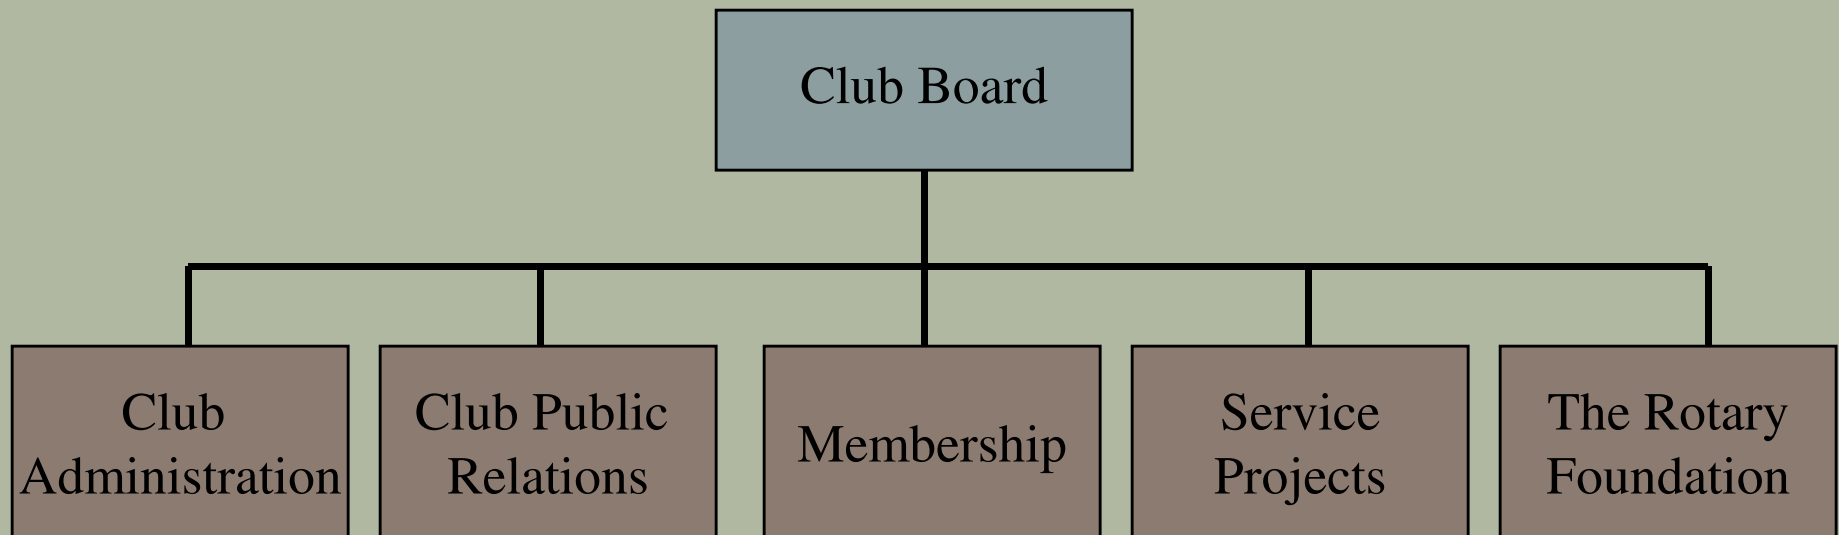 Club Board
Club
Administration
Club Public
Relations
Membership
Service
Projects
The Rotary
Foundation